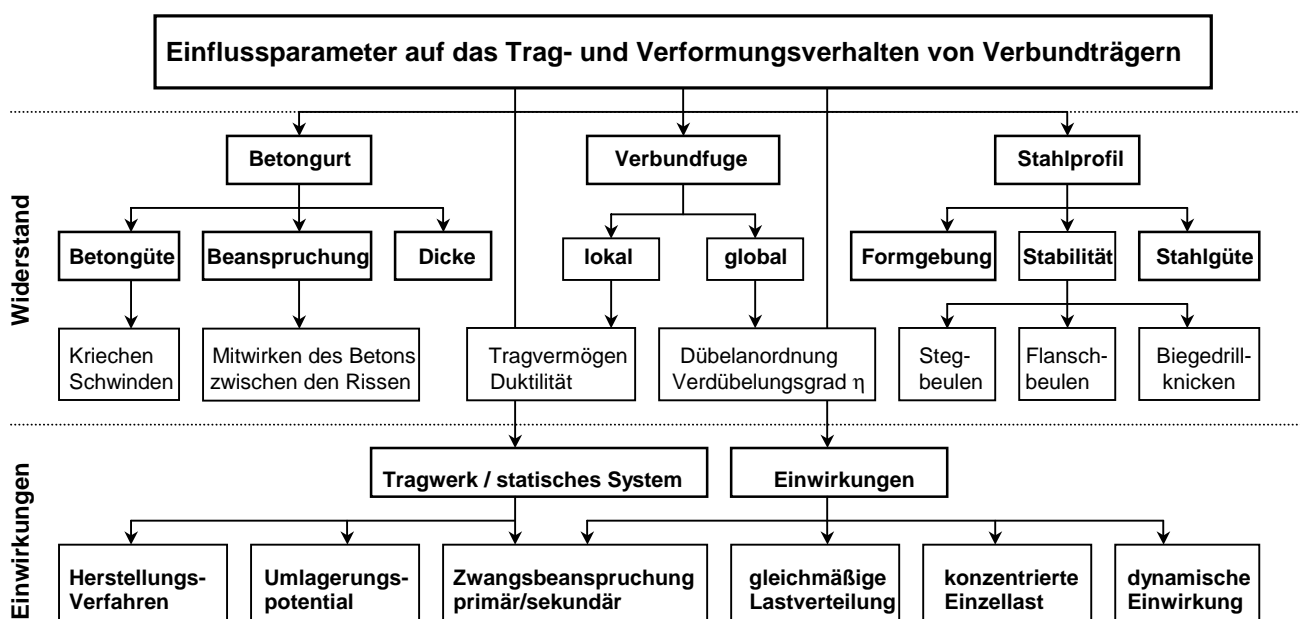 Einflussparameter auf das Trag- und Verformungsverhalten von Verbundträgern
Widerstand
Betongurt
Verbundfuge
Stahlprofil
Betongüte
Beanspruchung
Dicke
lokal
global
Formgebung
Stabilität
Stahlgüte
Kriechen
Schwinden
Mitwirken des Betons
zwischen den Rissen
Tragvermögen
Duktilität
Dübelanordnung
Verdübelungsgrad η
Steg-
beulen
Flansch-
beulen
Biegedrill-
knicken
Einwirkungen
Tragwerk / statisches System
Einwirkungen
Herstellungs-
Verfahren
Umlagerungs-
potential
Zwangsbeanspruchung
primär/sekundär
gleichmäßige
Lastverteilung
konzentrierte
Einzellast
dynamische
Einwirkung